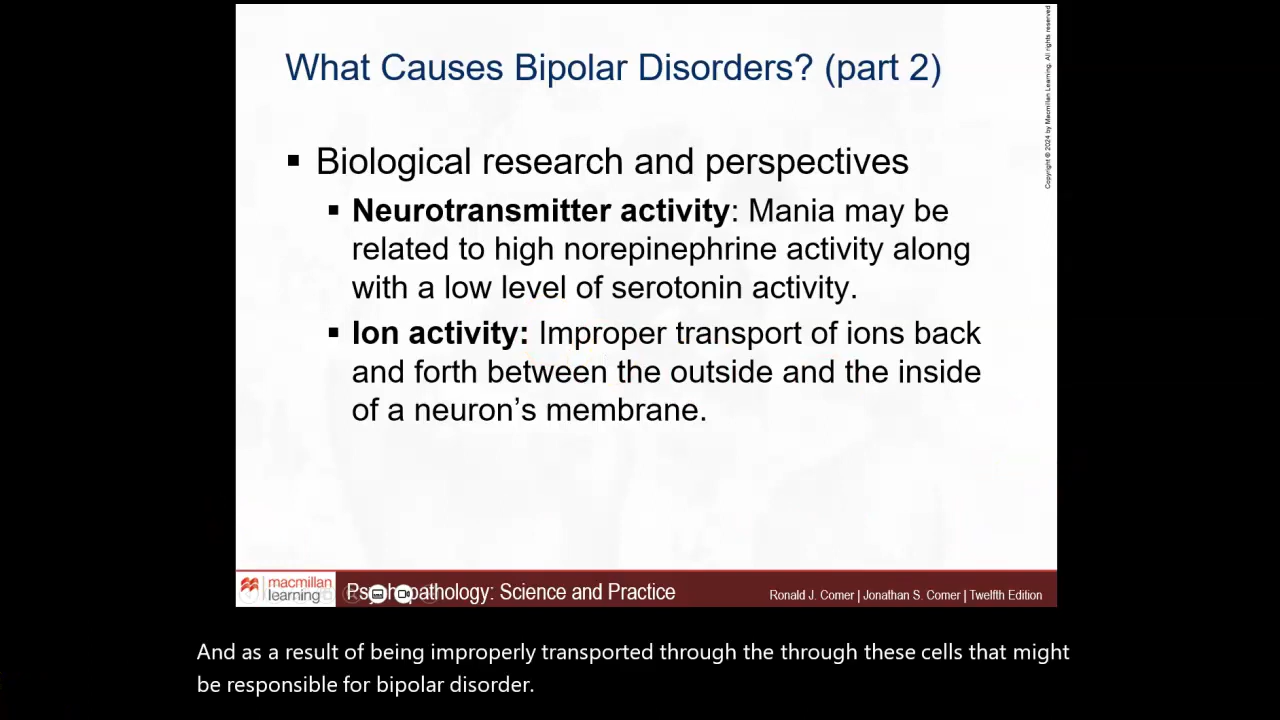 What Causes Bipolar Disorders? (part 2)
Copyright © 2024 by Macmillan Learning. All rights reserved
▪ Biological research and perspectives
▪ Neurotransmitter activity: Mania may be
related to high norepinephrine activity along
with a low level of serotonin activity.
▪ Ion activity: Improper transport of ions back
and forth between the outside and the inside
of a neuron’s membrane.
macmillan
learning
Psychopathology: Science and Practice
Ronald J. Comer | Jonathan S. Comer | Twelfth Edition
And as a result of being improperly transported through the through these cells that might
be responsible for bipolar disorder.